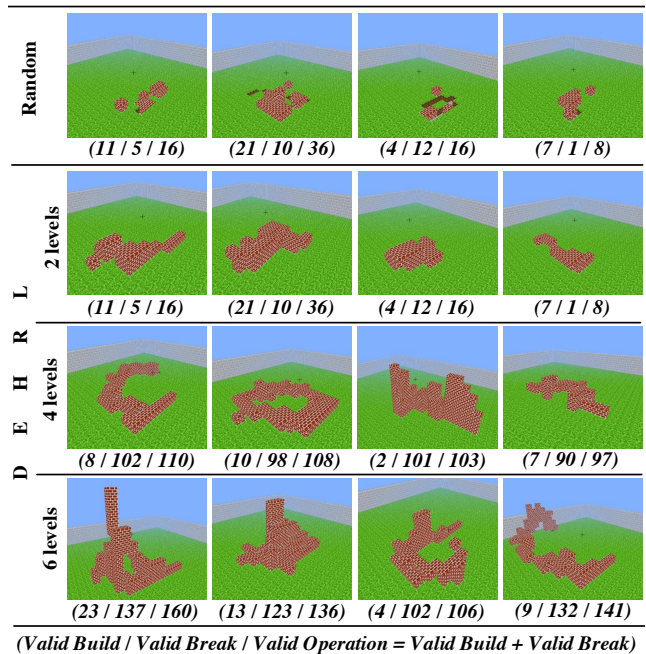 Random
(11 / 5 / 16) (21 / 10 / 36) (4 / 12 / 16) (7 / 1 / 8)
2 levels
(11 / 5 / 16) (21 / 10 / 36) (4 / 12 / 16) (7 / 1 / 8)
4 levels
(8 / 102 / 110) (10 / 98 / 108) (2 / 101 / 103) (7 / 90 / 97)
6 levels
(23 / 137 / 160) (13 / 123 / 136) (4 / 102 / 106) (9 / 132 / 141)
D E H R L
(Valid Build / Valid Break / Valid Operation = Valid Build + Valid Break)